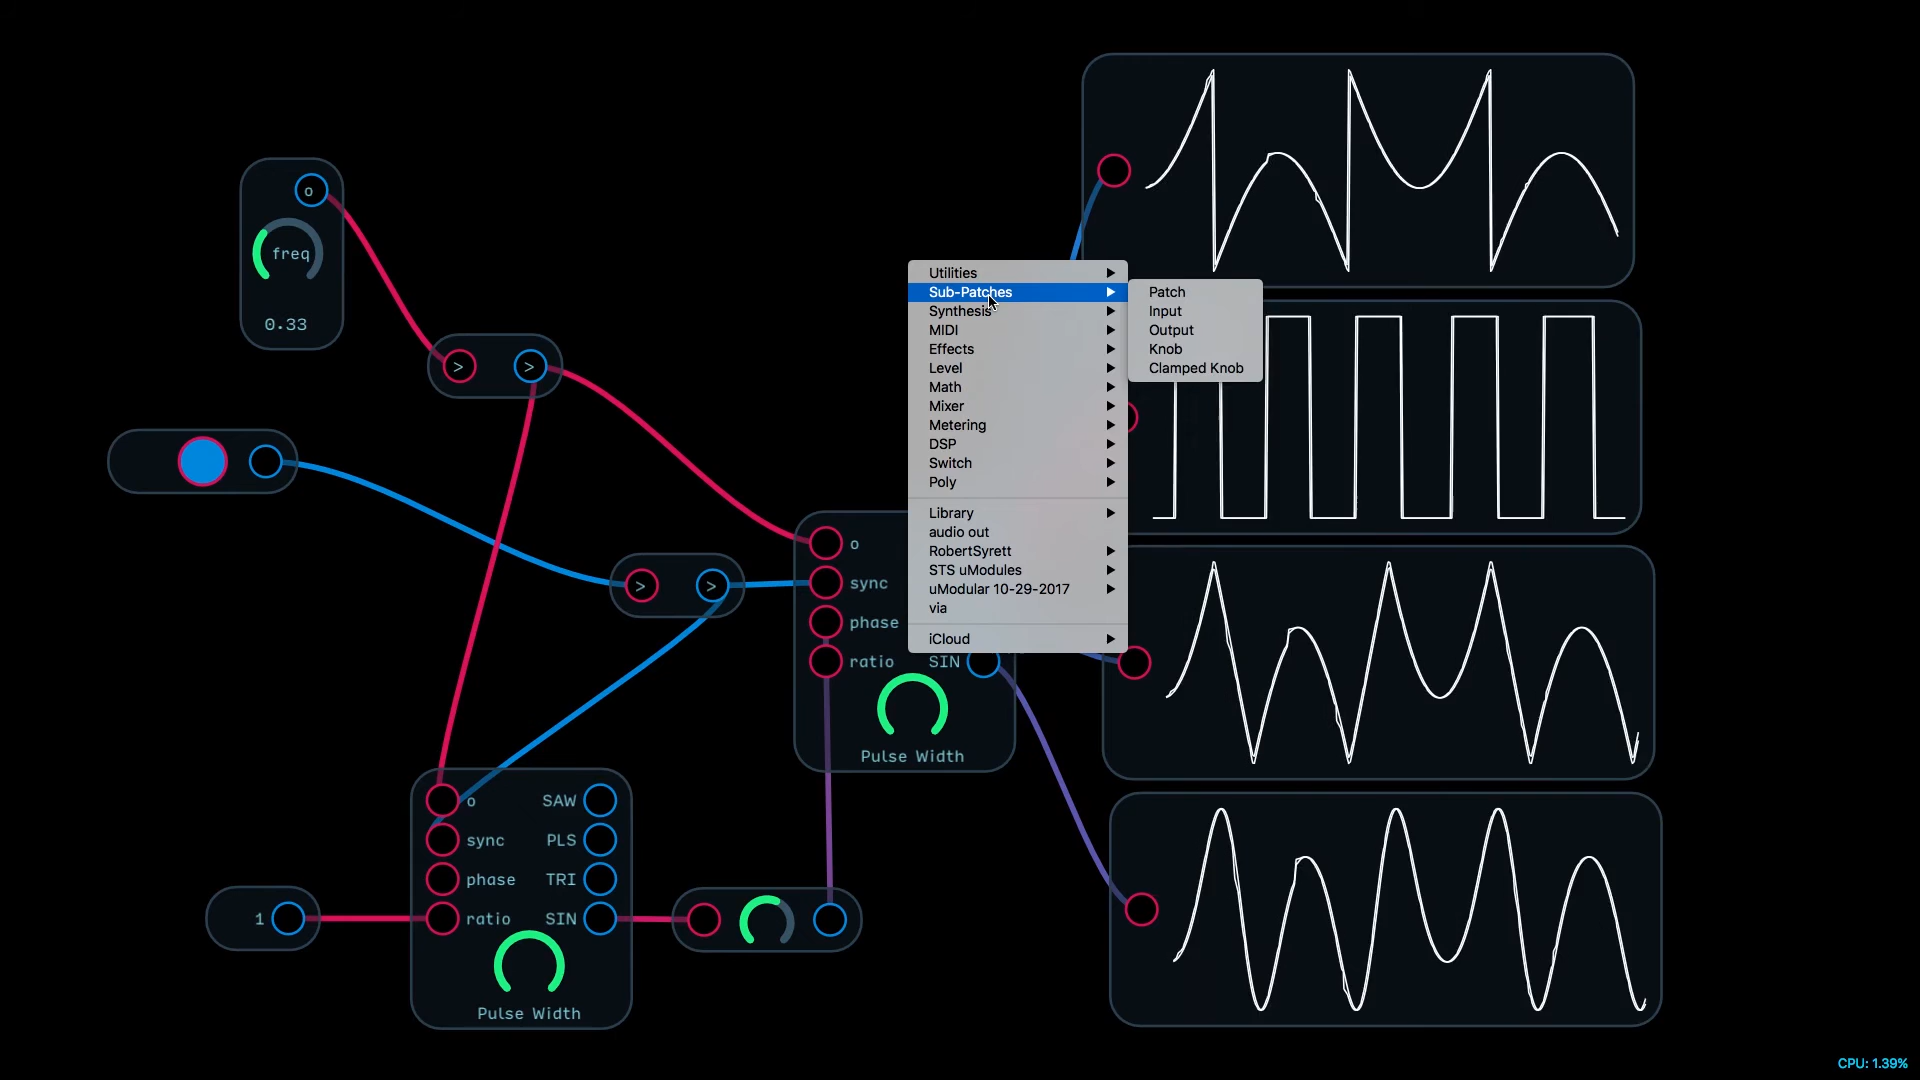 o
freq
0.33
>
>
>
>
Utilities
Sub-Patches
Synthesis
MIDI
Effects
Level
Math
Mixer
Metering
DSP
Switch
Poly
Library
audio out
RobertSyrett
STS uModules
uModular 10-29-2017
via
iCloud
Patch
Input
Output
Knob
Clamped Knob
o
sync
phase
ratio SIN
Pulse Width
o SAW
sync PLS
phase TRI
1
ratio SIN
Pulse Width
CPU: 1.39%